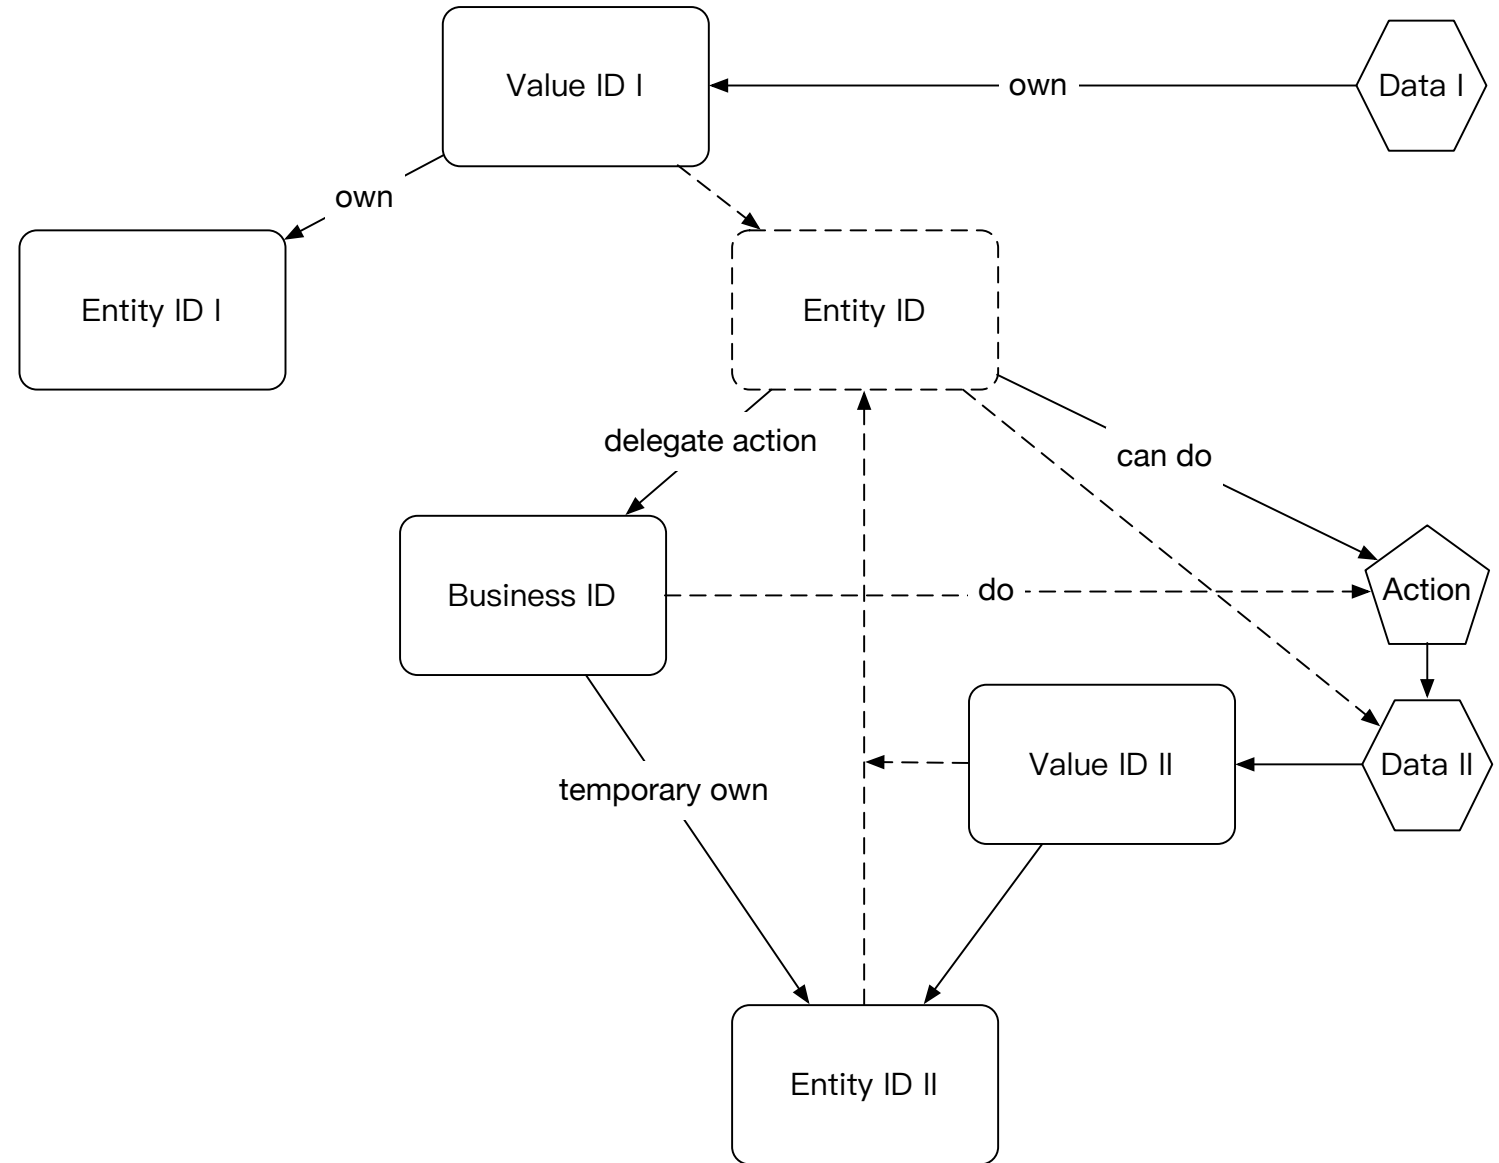 Value ID I
own
Data I
own
Entity ID I
Entity ID
delegate action
can do
Business ID
do
Action
temporary own
Value ID II
Data II
Entity ID II